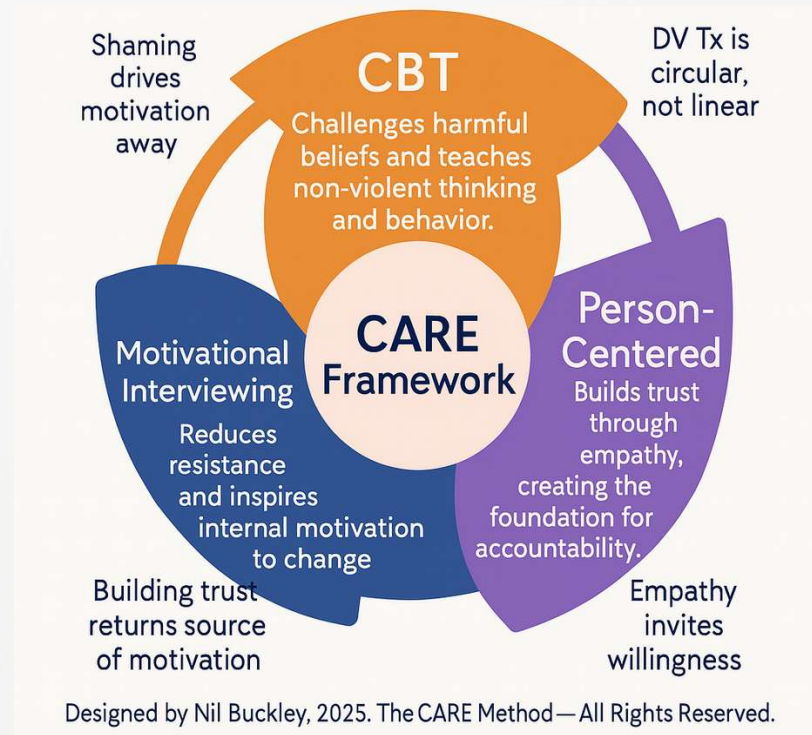 Shaming
drives
motivation
away
DV Tx is
circular,
not linear
CBT
Challenges harmful
beliefs and teaches
non-violent thinking
and behavior.
CARE
Framework
Motivational
Interviewing
Reduces
resistance
and inspires
internal motivation
to change
Person-
Centered
Builds trust
through
empathy,
creating the
foundation for
accountability.
Building trust
returns source
of motivation
Empathy
invites
willingness
Designed by Nil Buckley, 2025. The CARE Method—All Rights Reserved.